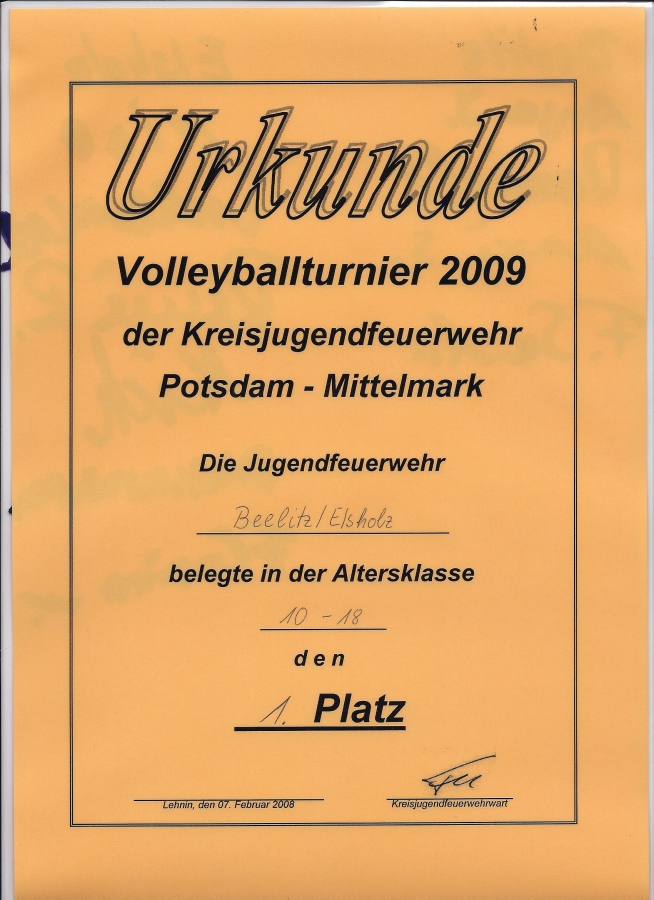 Urkunde
Volleyballturnier 2009
der Kreisjugendfeuerwehr
Potsdam - Mittelmark
Die Jugendfeuerwehr
Beelitz/Elsholz
belegte in der Altersklasse
10 - 18
den
1. Platz
Lehnin, den 07. Februar 2008
Kreisjugendfeuerwehrwart